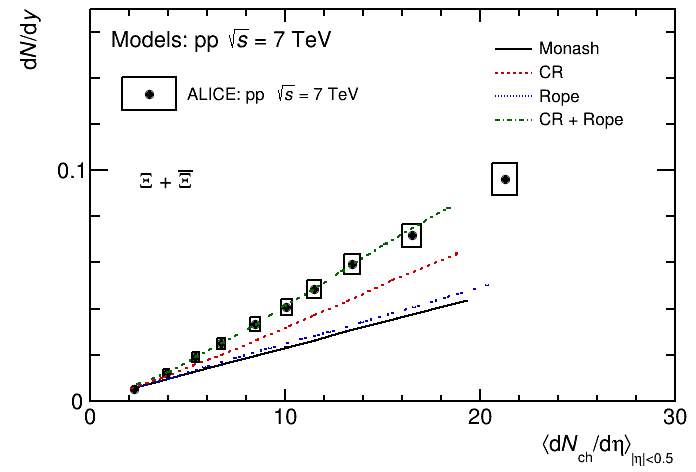 dN/dy
Models: pp √s = 7 TeV
ALICE: pp √s = 7 TeV
Monash
CR
Rope
CR + Rope
Ξ + Ξ̅
0.1
0
0 10 20 30
⟨dN_ch/dη⟩_|η|<0.5